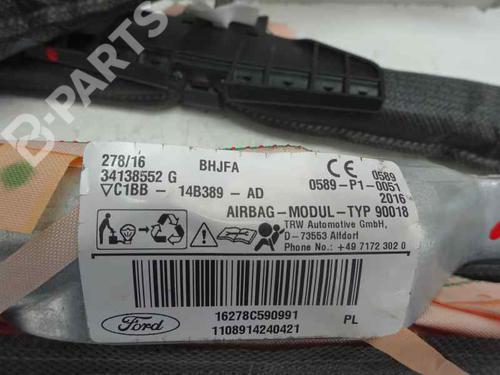 B-PARTS
278/16 BHJFA
34138552 G
▽C1BB - 14B389 - AD
CE 0589
0589-P1-0051
2016
AIRBAG-MODUL-TYP 90018
TRW Automotive GmbH,
D-73553 Alfdorf
Phone No.: +49 7172 302 0
16278C590991
Ford 1108914240421 PL